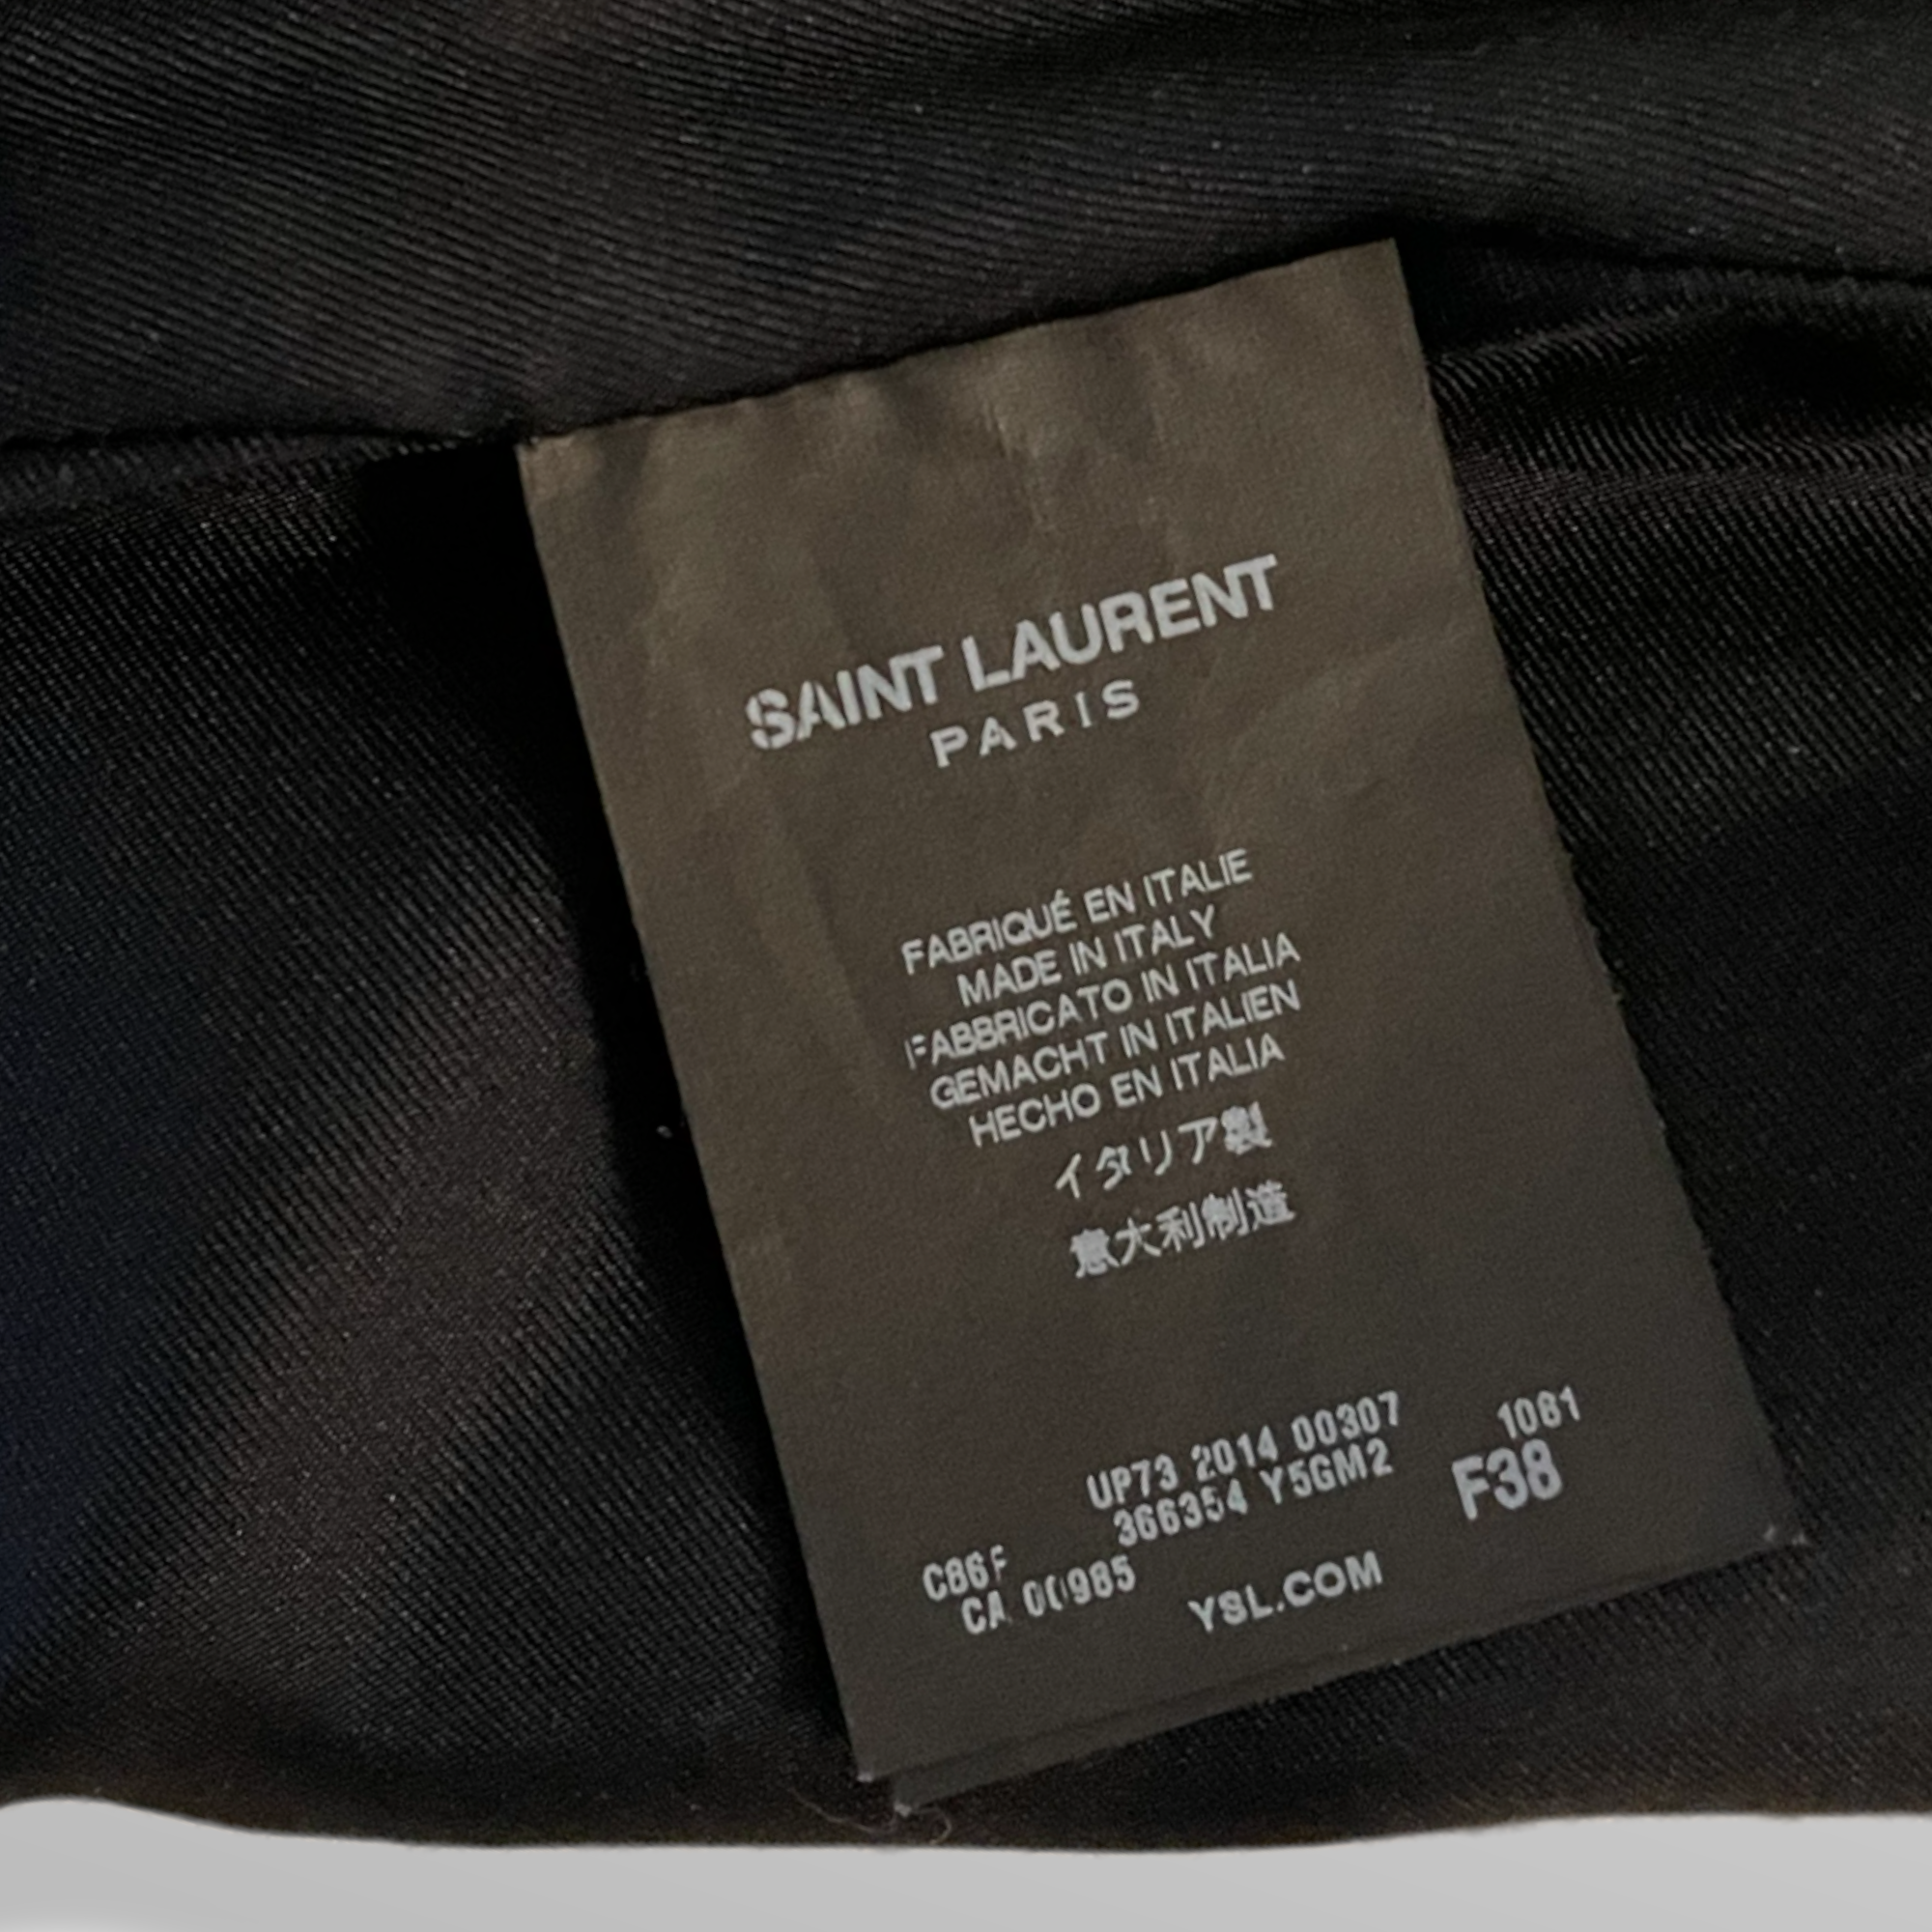 SAINT LAURENT
PARIS
FABRIQUÉ EN ITALIE
MADE IN ITALY
FABBRICATO IN ITALIA
GEMACHT IN ITALIEN
HECHO EN ITALIA
イタリア製
意大利制造
UP73 2014 00307 1081
366354 Y5GM2 F38
C86F
CA 00985
YSL.COM